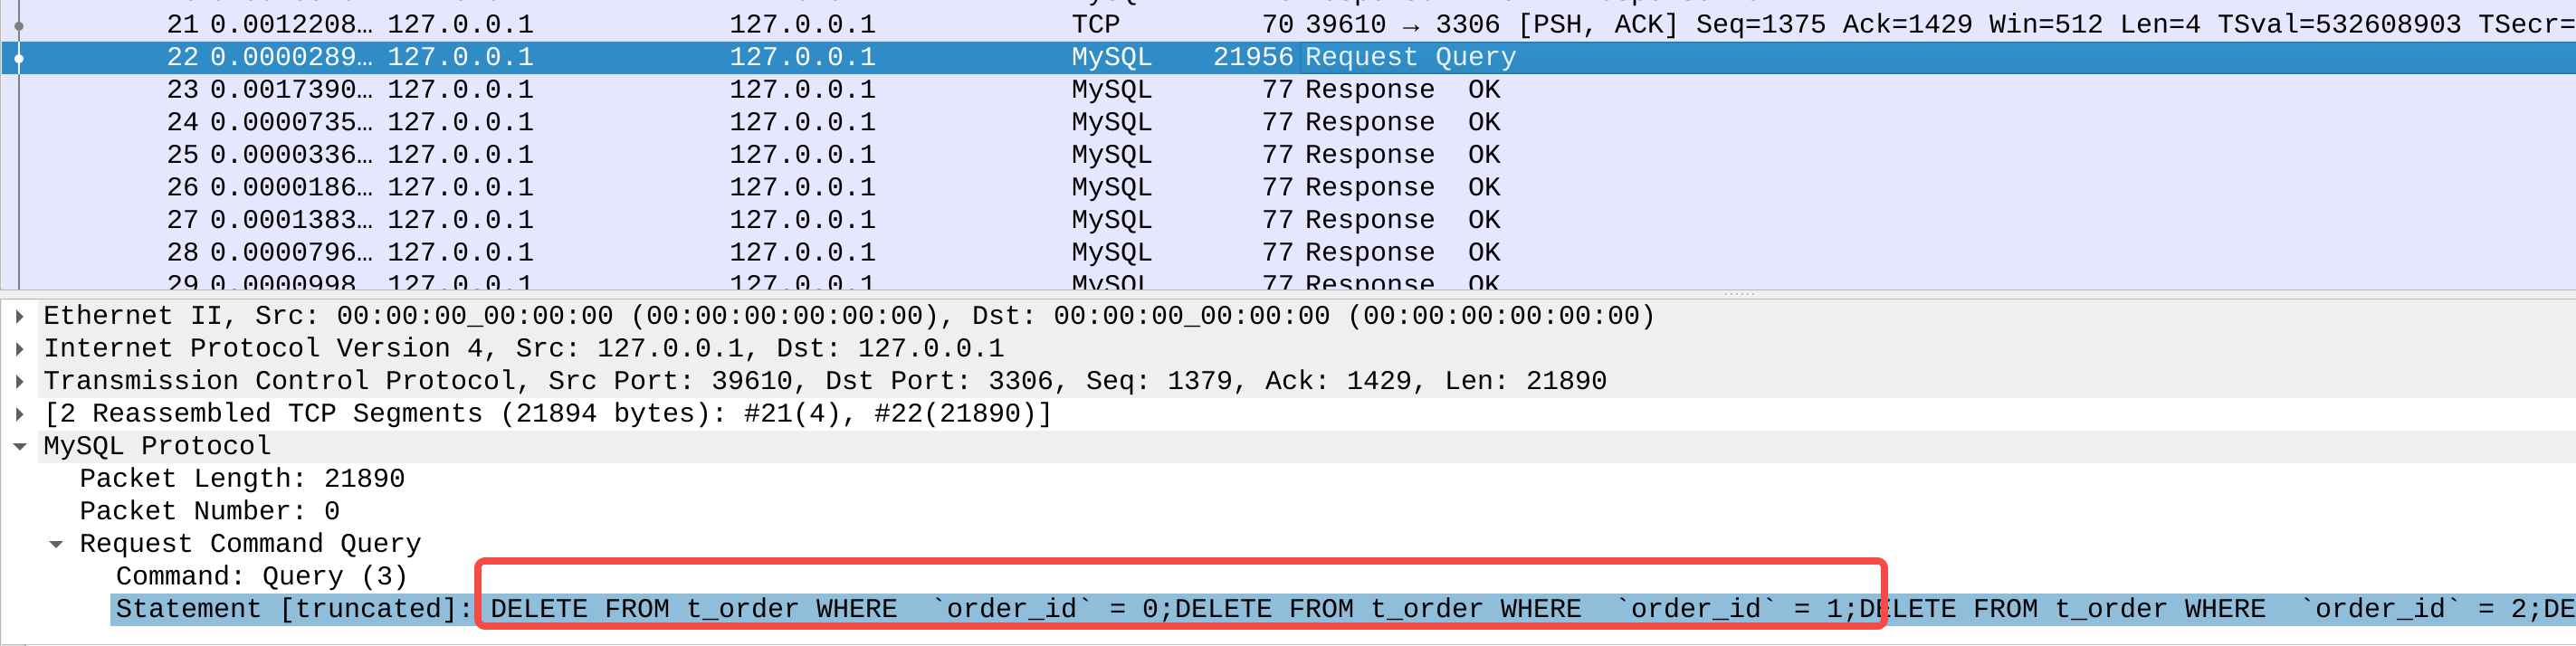 21 0.0012208… 127.0.0.1 127.0.0.1 TCP 70 39610 → 3306 [PSH, ACK] Seq=1375 Ack=1429 Win=512 Len=4 TSval=532608903 TSecr=
22 0.0000289… 127.0.0.1 127.0.0.1 MySQL 21956 Request Query
23 0.0017390… 127.0.0.1 127.0.0.1 MySQL 77 Response  OK
24 0.0000735… 127.0.0.1 127.0.0.1 MySQL 77 Response  OK
25 0.0000336… 127.0.0.1 127.0.0.1 MySQL 77 Response  OK
26 0.0000186… 127.0.0.1 127.0.0.1 MySQL 77 Response  OK
27 0.0001383… 127.0.0.1 127.0.0.1 MySQL 77 Response  OK
28 0.0000796… 127.0.0.1 127.0.0.1 MySQL 77 Response  OK
29 0.0000998… 127.0.0.1 127.0.0.1 MySQL 77 Response  OK
Ethernet II, Src: 00:00:00_00:00:00 (00:00:00:00:00:00), Dst: 00:00:00_00:00:00 (00:00:00:00:00:00)
Internet Protocol Version 4, Src: 127.0.0.1, Dst: 127.0.0.1
Transmission Control Protocol, Src Port: 39610, Dst Port: 3306, Seq: 1379, Ack: 1429, Len: 21890
[2 Reassembled TCP Segments (21894 bytes): #21(4), #22(21890)]
MySQL Protocol
Packet Length: 21890
Packet Number: 0
Request Command Query
Command: Query (3)
Statement [truncated]: DELETE FROM t_order WHERE  `order_id` = 0;DELETE FROM t_order WHERE  `order_id` = 1;DELETE FROM t_order WHERE  `order_id` = 2;DE